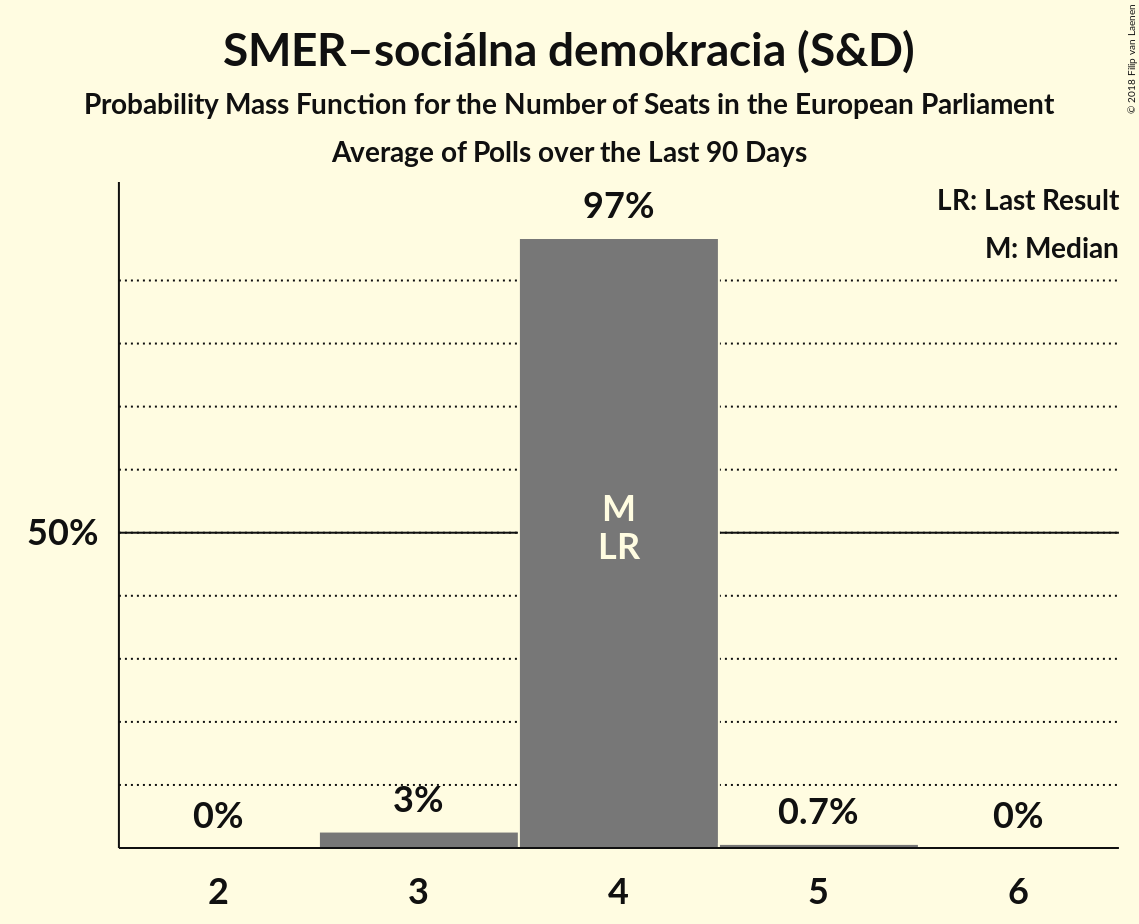 SMER–sociálna demokracia (S&D)
Probability Mass Function for the Number of Seats in the European Parliament
Average of Polls over the Last 90 Days
© 2018 Filip van Laenen
LR: Last Result
M: Median
97%
50%
M
LR
0%
3%
0.7%
0%
2
3
4
5
6